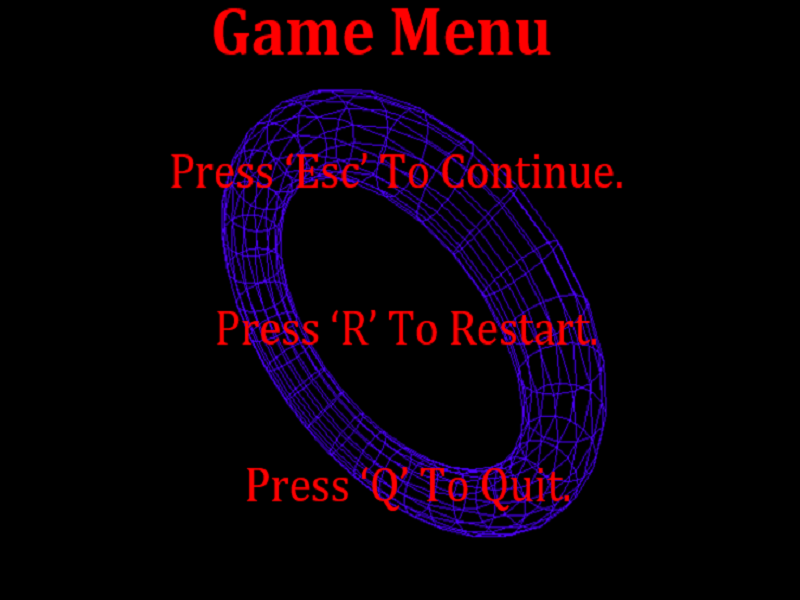 Game Menu
Press ‘Esc’ To Continue.
Press ‘R’ To Restart.
Press ‘Q’ To Quit.